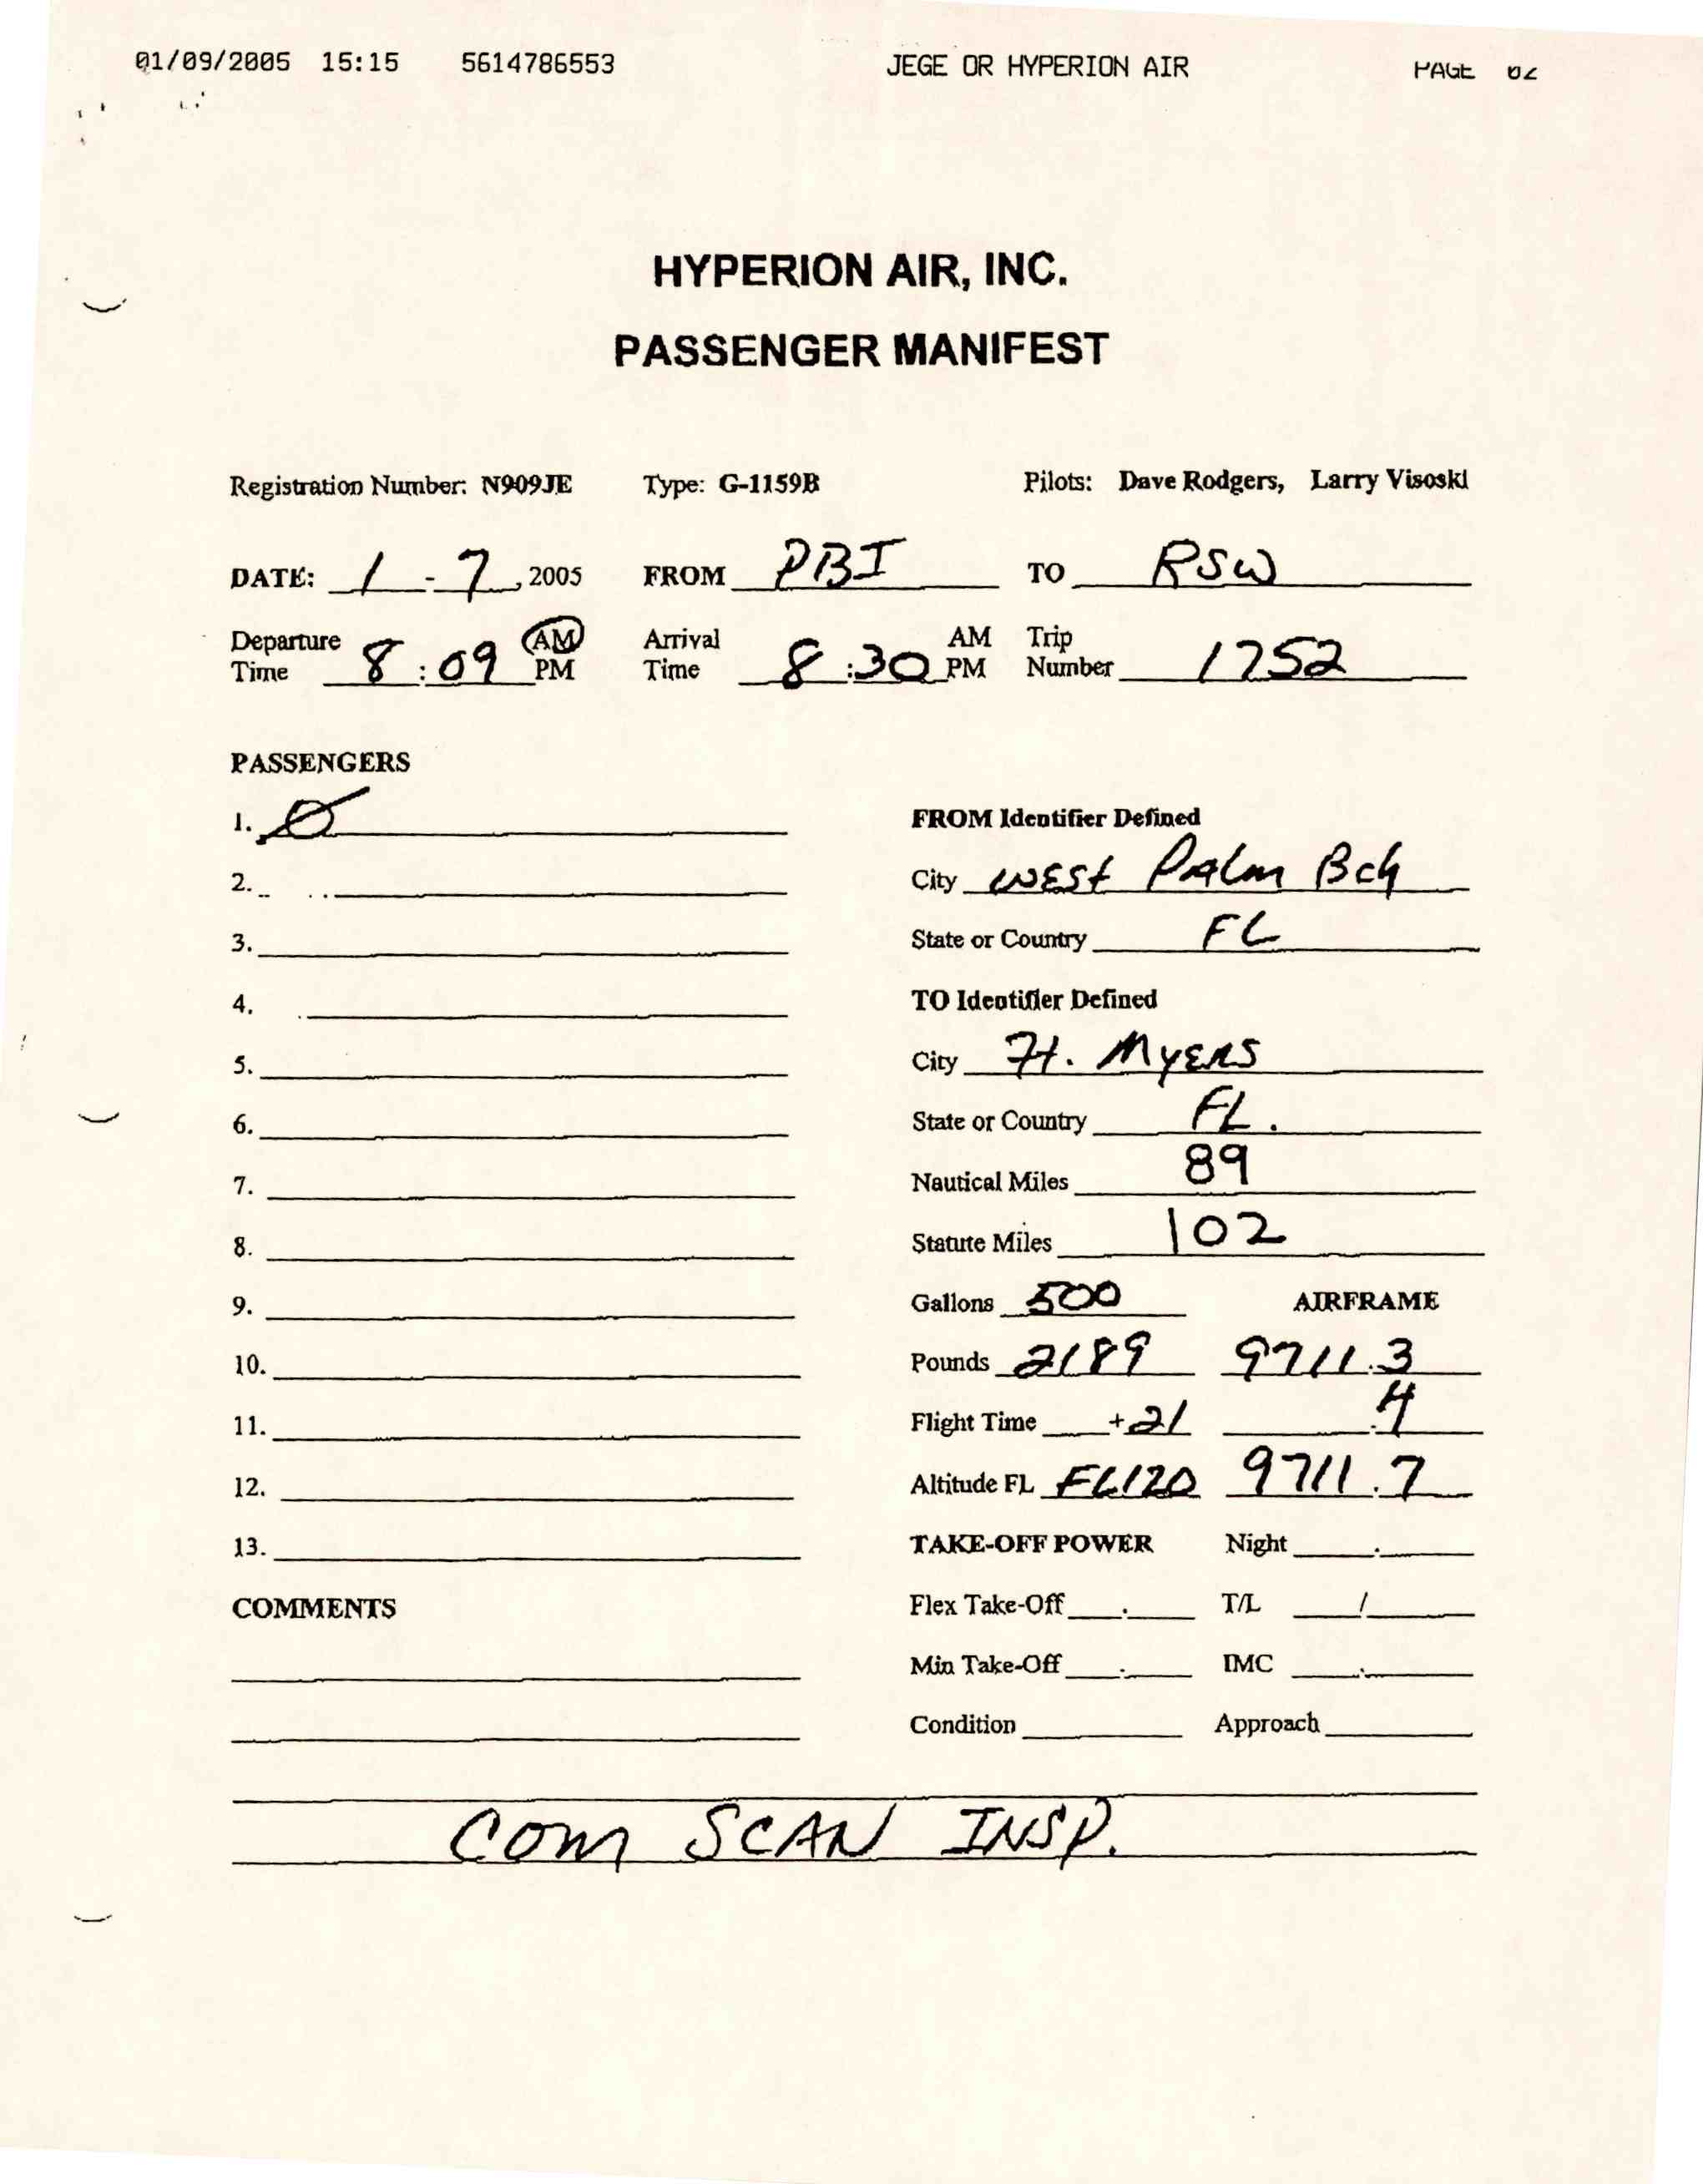 01/09/2005 15:15 5614786553 JEGE OR HYPERION AIR PAGE 02
HYPERION AIR, INC.
PASSENGER MANIFEST
Registration Number: N909JE Type: G-1159B Pilots: Dave Rodgers, Larry Visoski
DATE: 1-7, 2005 FROM PBI TO RSW
Departure Time 8:09 AM PM Arrival Time 8:30 AM PM Trip Number 1752
PASSENGERS
1. Ø
2.
3.
4.
5.
6.
7.
8.
9.
10.
11.
12.
13.
COMMENTS
FROM Identifier Defined
City WEST Palm Bch
State or Country FL
TO Identifier Defined
City Ft. MYERS
State or Country FL.
Nautical Miles 89
Statute Miles 102
Gallons 500 AIRFRAME
Pounds 2189 9711.3
Flight Time +21 .4
Altitude FL FL120 9711.7
TAKE-OFF POWER Night .
Flex Take-Off . T/L /
Min Take-Off . IMC .
Condition Approach
COM SCAN INSP.